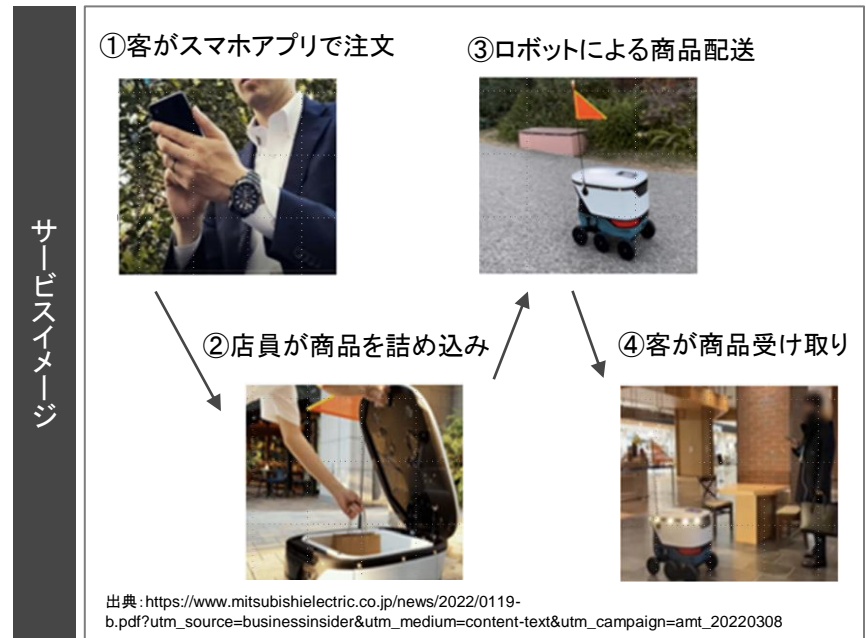 サービスイメージ
①客がスマホアプリで注文
③ロボットによる商品配送
②店員が商品を詰め込み
④客が商品受け取り
出典：https://www.mitsubishielectric.co.jp/news/2022/0119-
b.pdf?utm_source=businessinsider&utm_medium=content-text&utm_campaign=amt_20220308